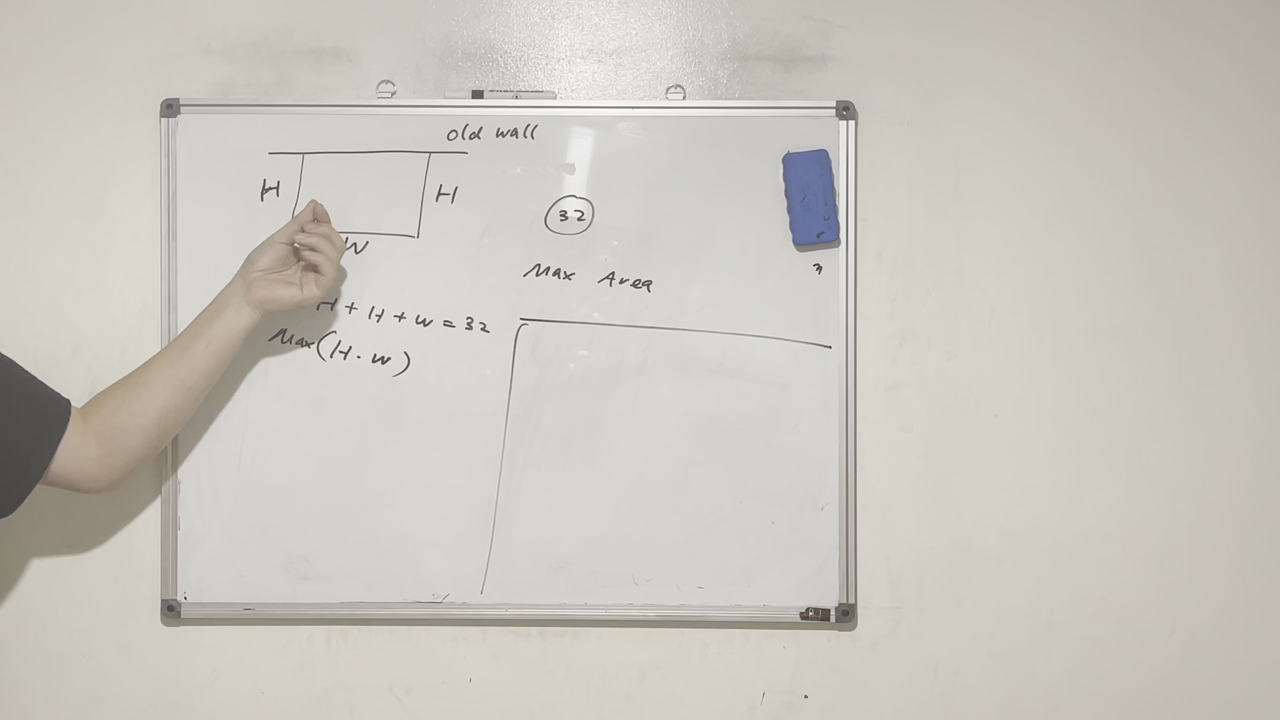 old wall
H
H
32
W
Max Area
H + H + W = 32
Max (H · W)